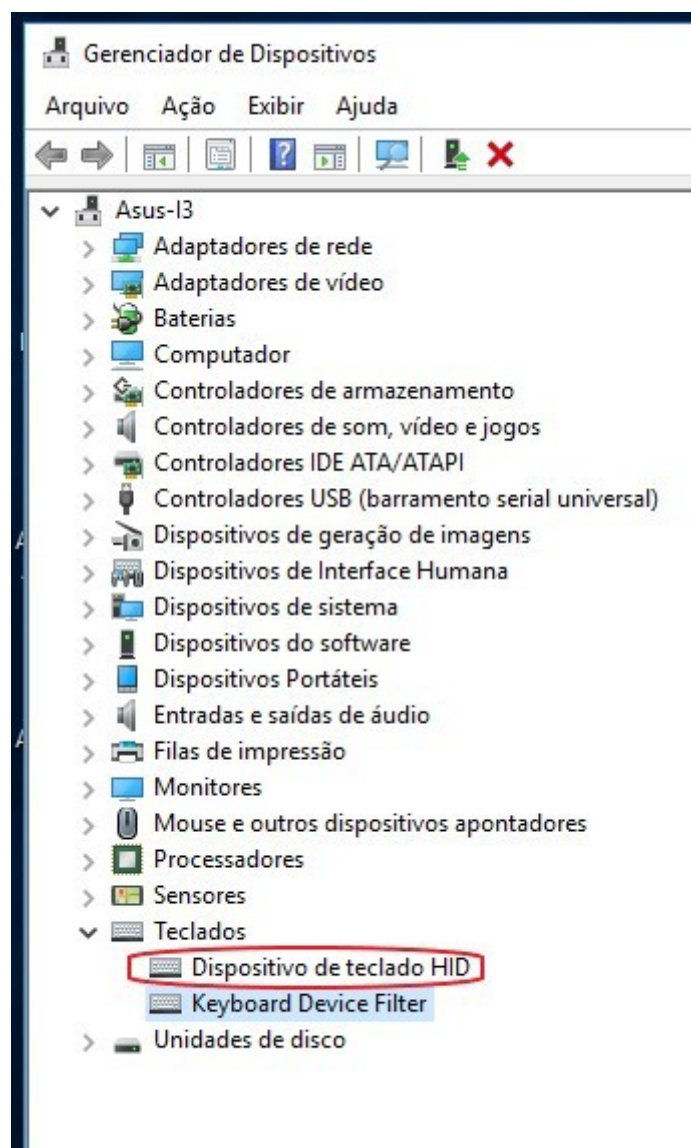 Gerenciador de Dispositivos
Arquivo Ação Exibir Ajuda
Asus-I3
Adaptadores de rede
Adaptadores de vídeo
Baterias
Computador
Controladores de armazenamento
Controladores de som, vídeo e jogos
Controladores IDE ATA/ATAPI
Controladores USB (barramento serial universal)
Dispositivos de geração de imagens
Dispositivos de Interface Humana
Dispositivos de sistema
Dispositivos do software
Dispositivos Portáteis
Entradas e saídas de áudio
Filas de impressão
Monitores
Mouse e outros dispositivos apontadores
Processadores
Sensores
Teclados
Dispositivo de teclado HID
Keyboard Device Filter
Unidades de disco